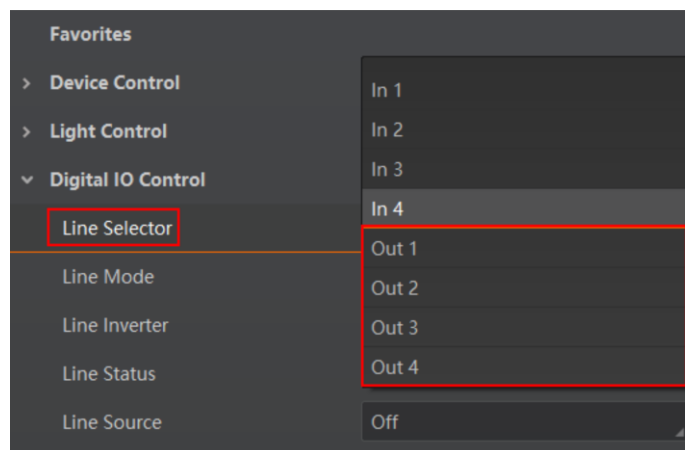 Favorites
Device Control
In 1
Light Control
In 2
In 3
Digital IO Control
In 4
Line Selector
Out 1
Line Mode
Out 2
Line Inverter
Out 3
Line Status
Out 4
Line Source
Off